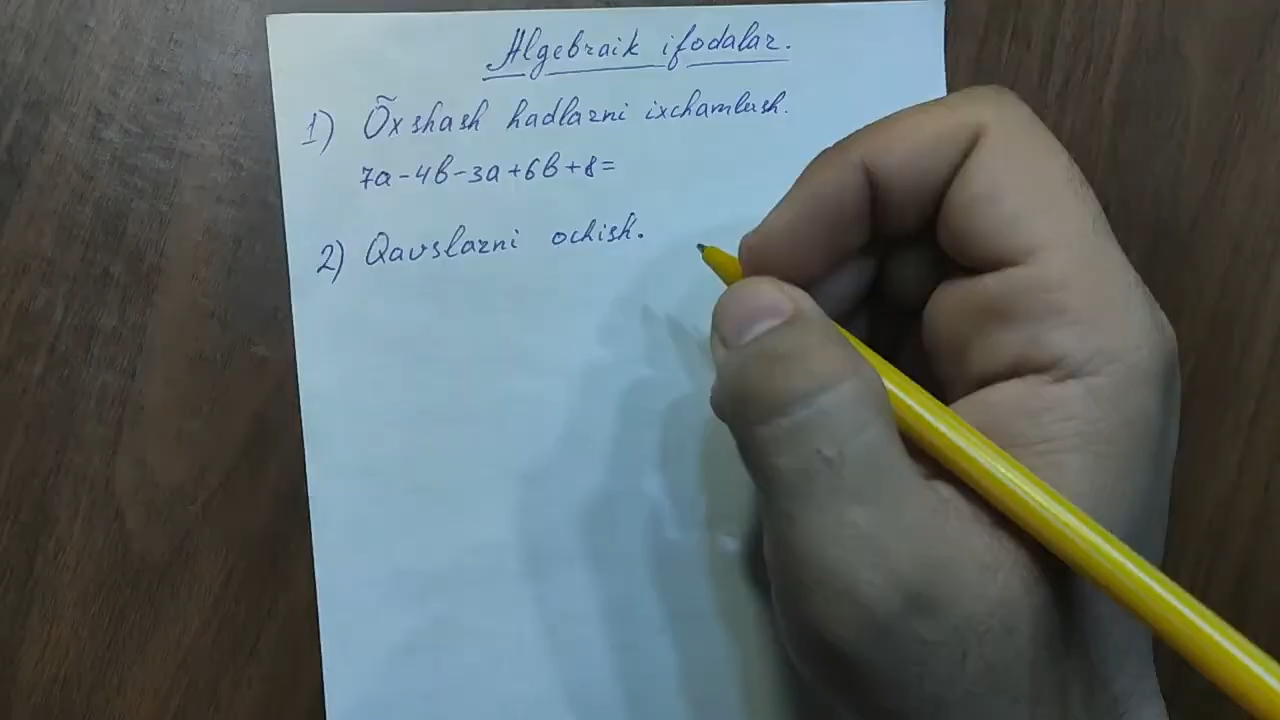 Algebraik ifodalar.
1) Õxshash hadlarni ixchamlash.
7a-4b-3a+6b+8=
2) Qavslarni ochish.